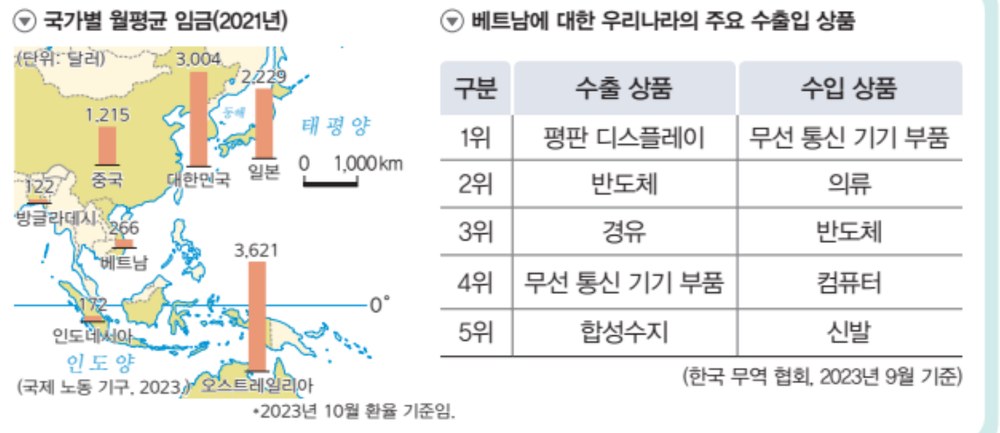 국가별 월평균 임금(2021년)
(단위: 달러)
3,004
2,229
1,215
동해
태평양
0 1,000km
중국
대한민국
일본
122
방글라데시
266
베트남
3,621
0°
172
인도네시아
인도양
(국제 노동 기구, 2023.)
오스트레일리아
*2023년 10월 환율 기준임.
베트남에 대한 우리나라의 주요 수출입 상품
구분 수출 상품 수입 상품
1위 평판 디스플레이 무선 통신 기기 부품
2위 반도체 의류
3위 경유 반도체
4위 무선 통신 기기 부품 컴퓨터
5위 합성수지 신발
(한국 무역 협회, 2023년 9월 기준)